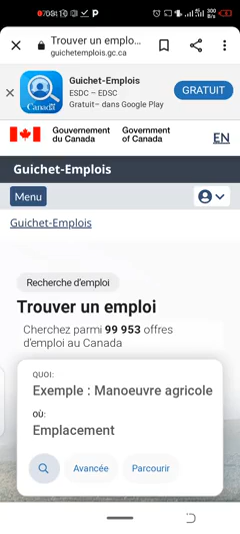 Trouver un emplo...
guichetemplois.gc.ca
Guichet-Emplois
ESDC – EDSC
Gratuit– dans Google Play
GRATUIT
Canada
Gouvernement
du Canada
Government
of Canada
EN
Guichet-Emplois
Menu
Guichet-Emplois
Recherche d'emploi
Trouver un emploi
Cherchez parmi 99 953 offres
d'emploi au Canada
QUOI:
Exemple : Manoeuvre agricole
OÙ:
Emplacement
Avancée
Parcourir